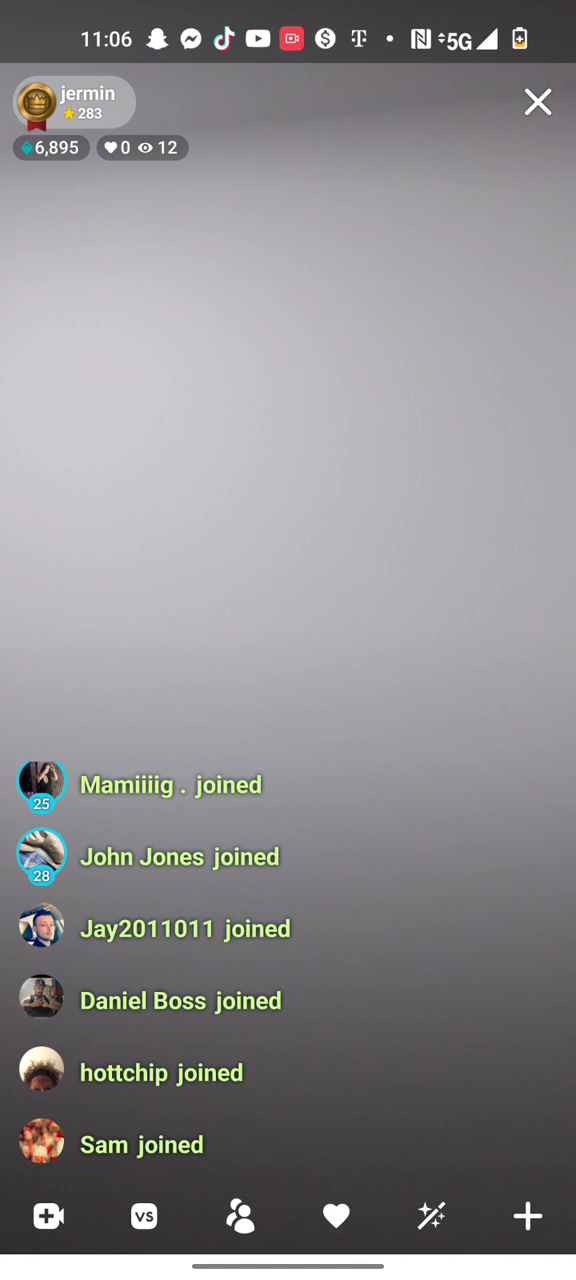 11:06
5G
jermin
283
6,895 0 12
Mamiiiig . joined
25
John Jones joined
28
Jay2011011 joined
Daniel Boss joined
hottchip joined
Sam joined
VS